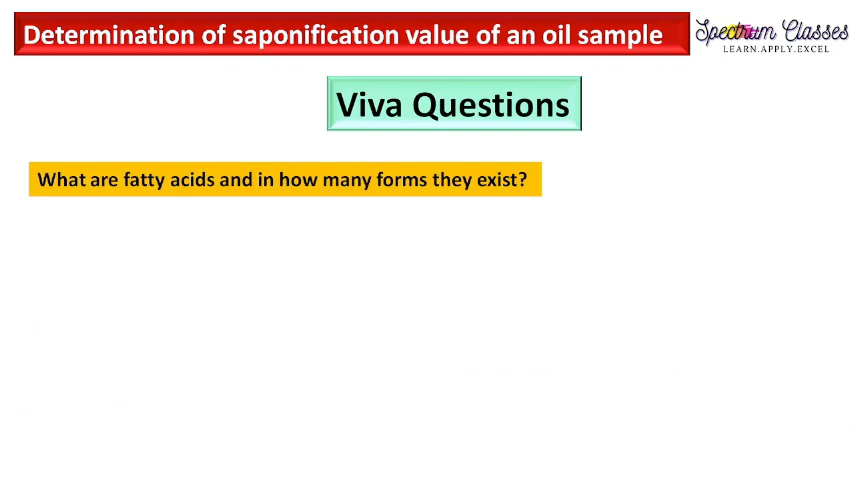 Determination of saponification value of an oil sample
Spectrum Classes
LEARN.APPLY.EXCEL
Viva Questions
What are fatty acids and in how many forms they exist?